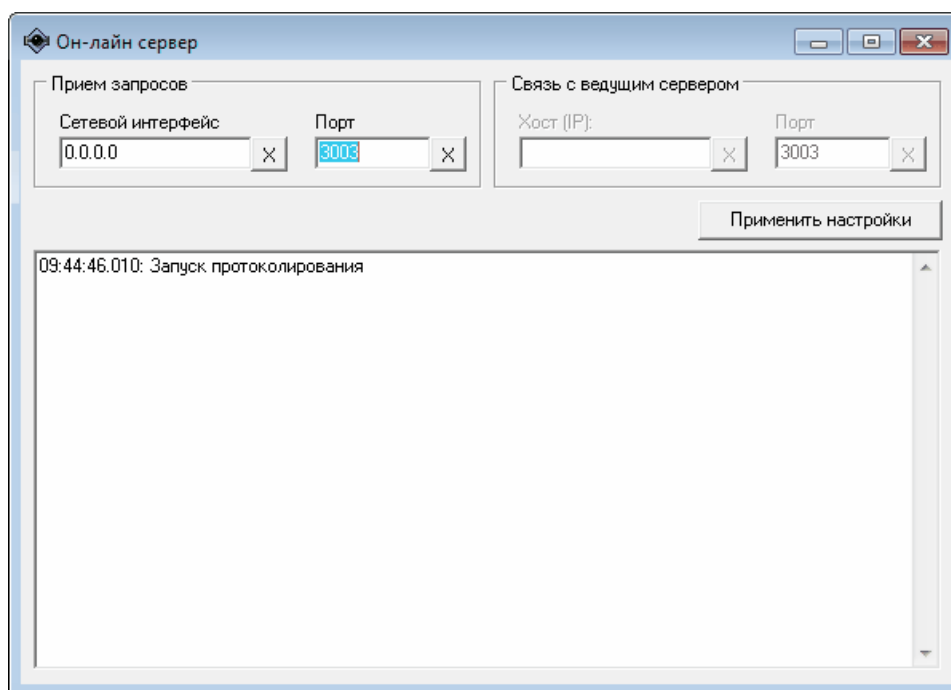 Он-лайн сервер
Прием запросов
Связь с ведущим сервером
Сетевой интерфейс
Порт
Хост (IP):
Порт
0.0.0.0
X
3003
X
X
3003
X
Применить настройки
09:44:46.010: Запуск протоколирования